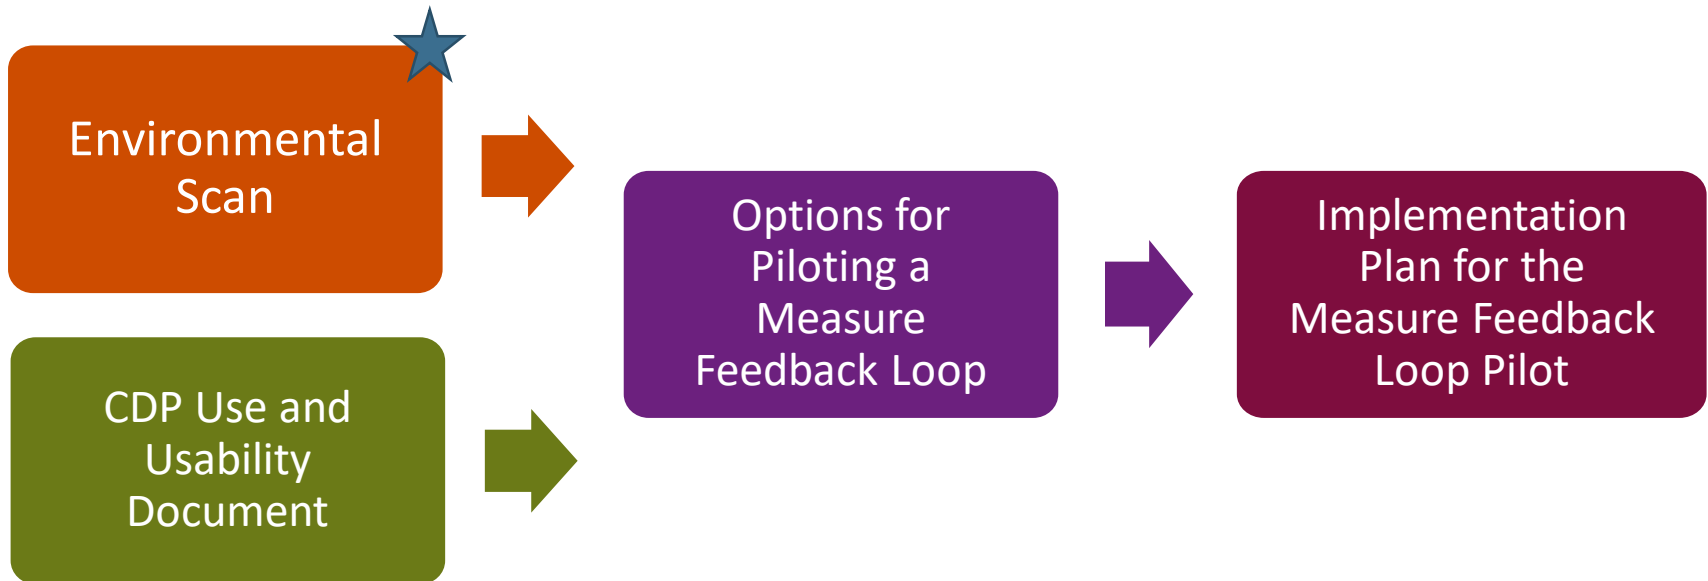 Environmental
Scan
CDP Use and
Usability
Document
Options for
Piloting a
Measure
Feedback Loop
Implementation
Plan for the
Measure Feedback
Loop Pilot